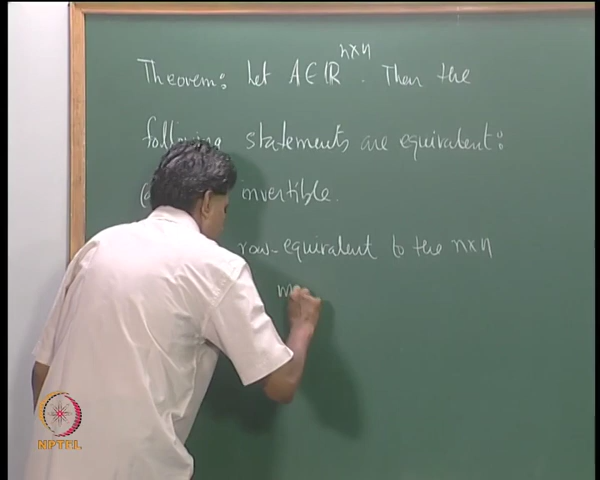 Theorem: Let A ∈ ℝ^{n×n}. Then the
following statements are equivalent:
invertible.
row-equivalent to the n×n
NPTEL